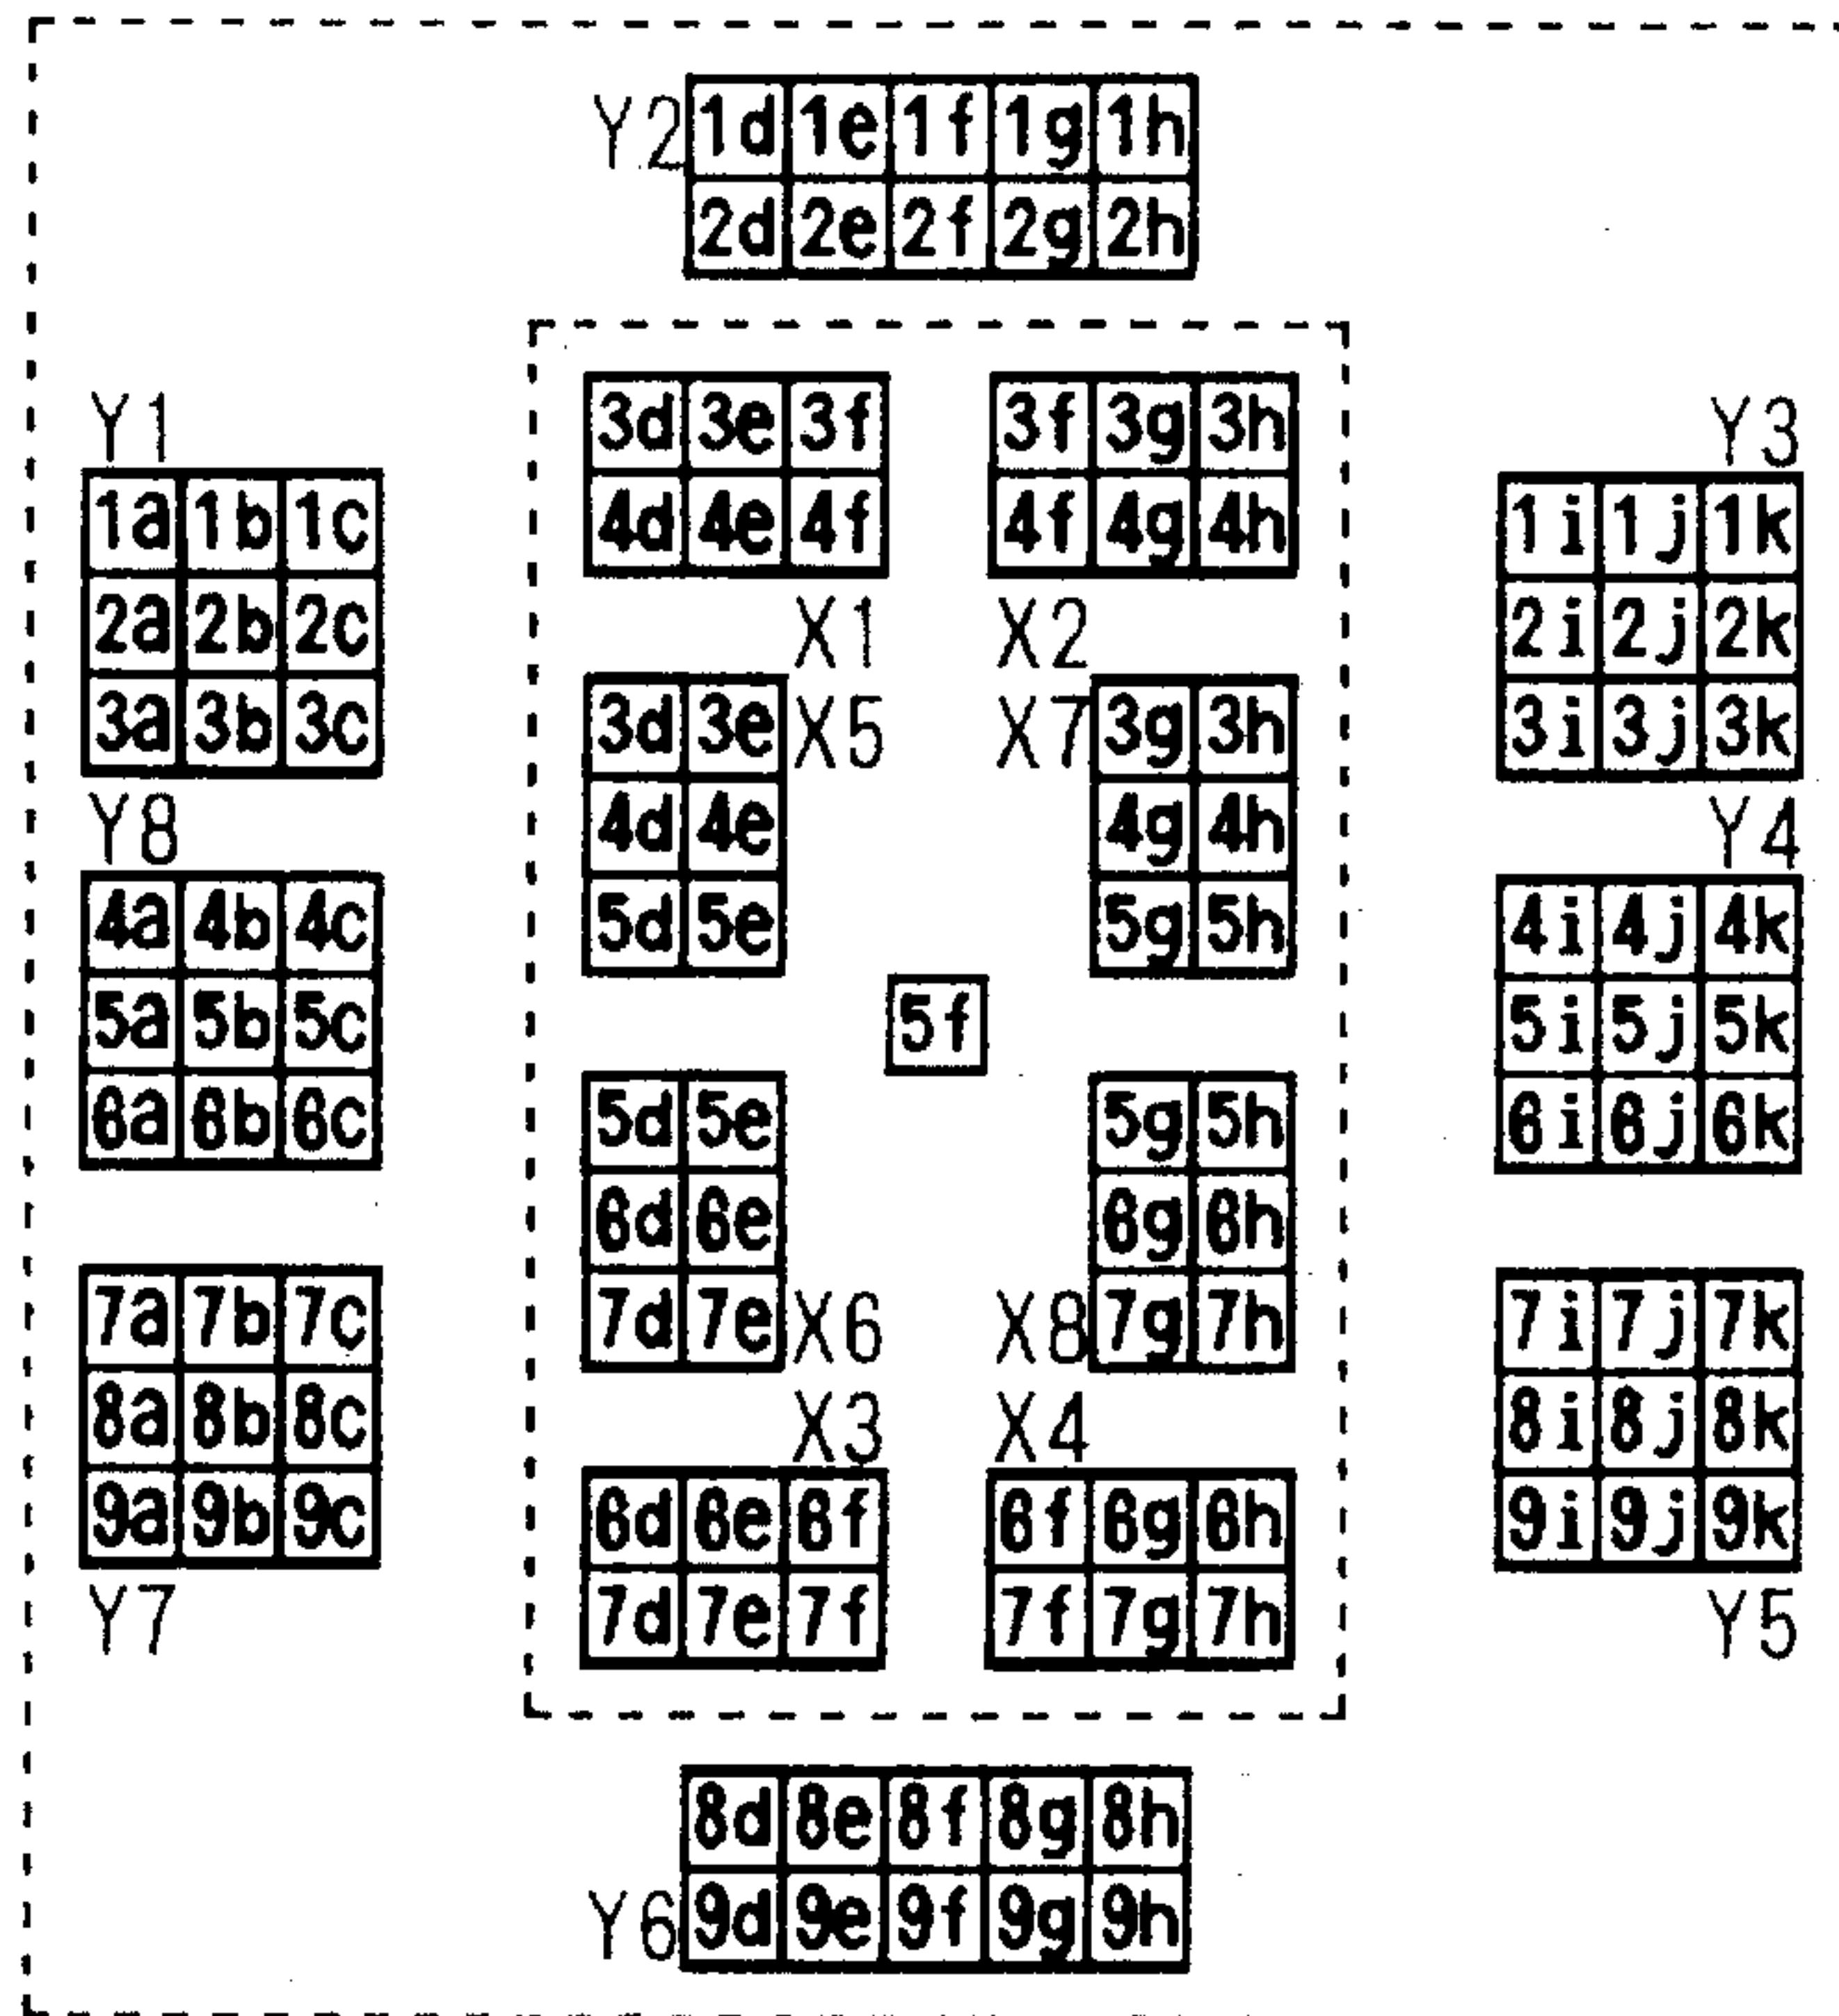 Y2 1d 1e 1f 1g 1h
2d 2e 2f 2g 2h
Y1
1a 1b 1c
2a 2b 2c
3a 3b 3c
Y8
4a 4b 4c
5a 5b 5c
6a 6b 6c
7a 7b 7c
8a 8b 8c
9a 9b 9c
Y7
3d 3e 3f
4d 4e 4f
X1
3f 3g 3h
4f 4g 4h
X2
3d 3e X5
4d 4e
5d 5e
X7 3g 3h
4g 4h
5g 5h
5f
5d 5e
6d 6e
7d 7e X6
5g 5h
6g 6h
X8 7g 7h
X3
6d 6e 6f
7d 7e 7f
X4
6f 6g 6h
7f 7g 7h
Y3
1i 1j 1k
2i 2j 2k
3i 3j 3k
Y4
4i 4j 4k
5i 5j 5k
6i 6j 6k
7i 7j 7k
8i 8j 8k
9i 9j 9k
Y5
8d 8e 8f 8g 8h
Y6 9d 9e 9f 9g 9h